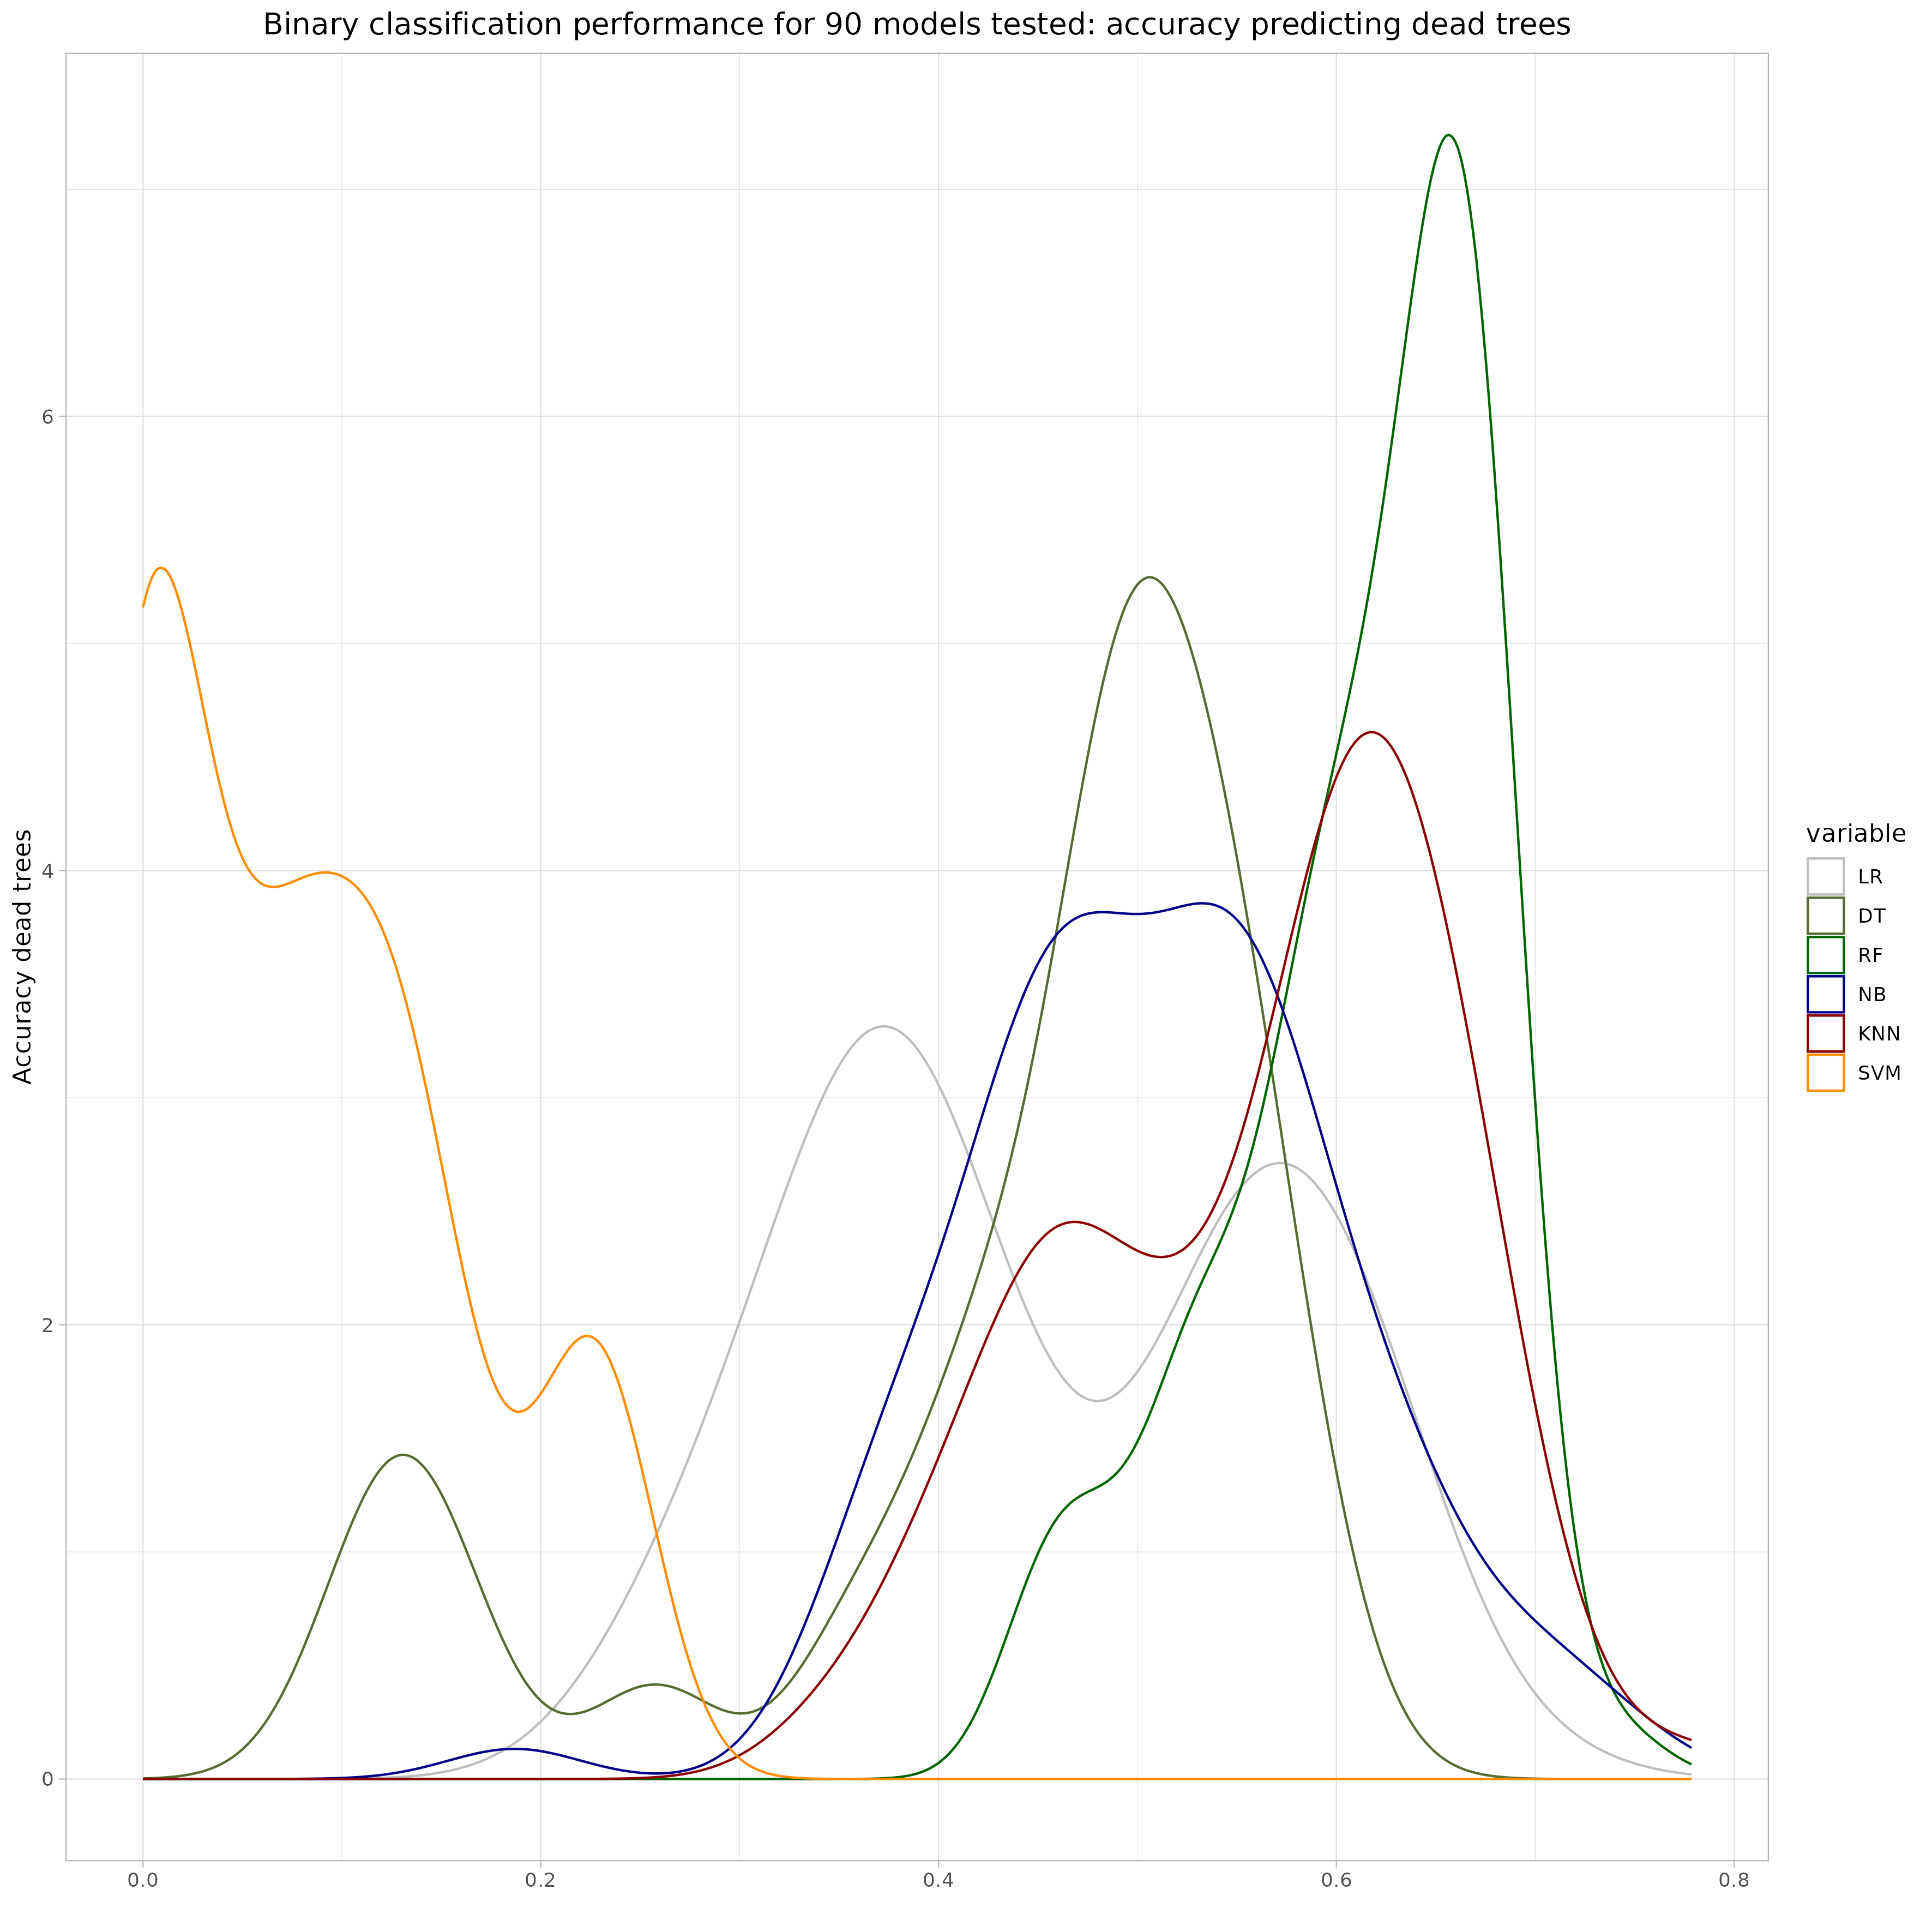 Binary classification performance for 90 models tested: accuracy predicting dead trees
Accuracy dead trees
6
4
2
0
0.0 0.2 0.4 0.6 0.8
variable
LR
DT
RF
NB
KNN
SVM